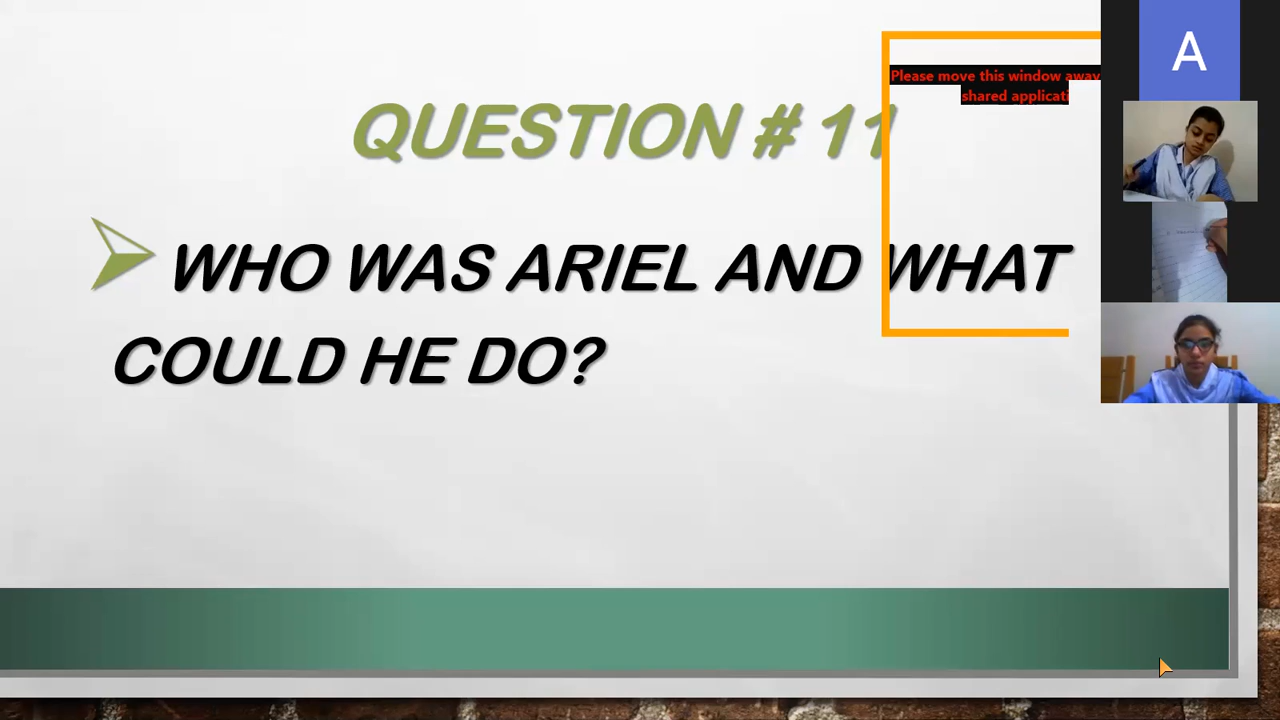 QUESTION # 11
WHO WAS ARIEL AND WHAT
COULD HE DO?
Please move this window away
shared applicati
A